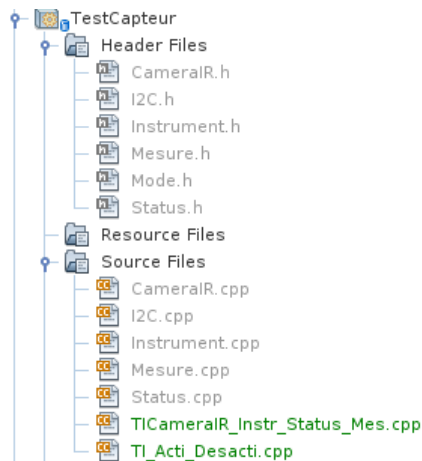 TestCapteur
Header Files
CameraIR.h
I2C.h
Instrument.h
Mesure.h
Mode.h
Status.h
Resource Files
Source Files
CameraIR.cpp
I2C.cpp
Instrument.cpp
Mesure.cpp
Status.cpp
TICameraIR_Instr_Status_Mes.cpp
TI_Acti_Desacti.cpp